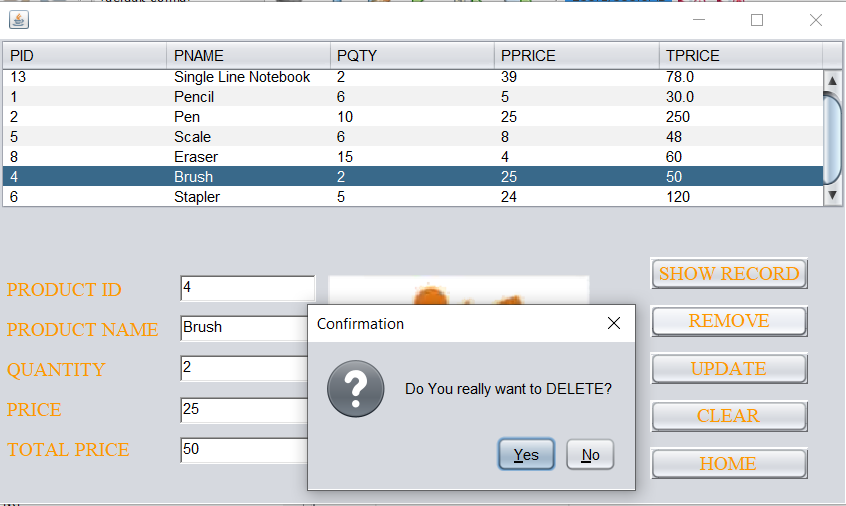 PID PNAME PQTY PPRICE TPRICE
13 Single Line Notebook 2 39 78.0
1 Pencil 6 5 30.0
2 Pen 10 25 250
5 Scale 6 8 48
8 Eraser 15 4 60
4 Brush 2 25 50
6 Stapler 5 24 120
PRODUCT ID 4
PRODUCT NAME Brush
QUANTITY 2
PRICE 25
TOTAL PRICE 50
Confirmation
Do You really want to DELETE?
Yes No
SHOW RECORD
REMOVE
UPDATE
CLEAR
HOME